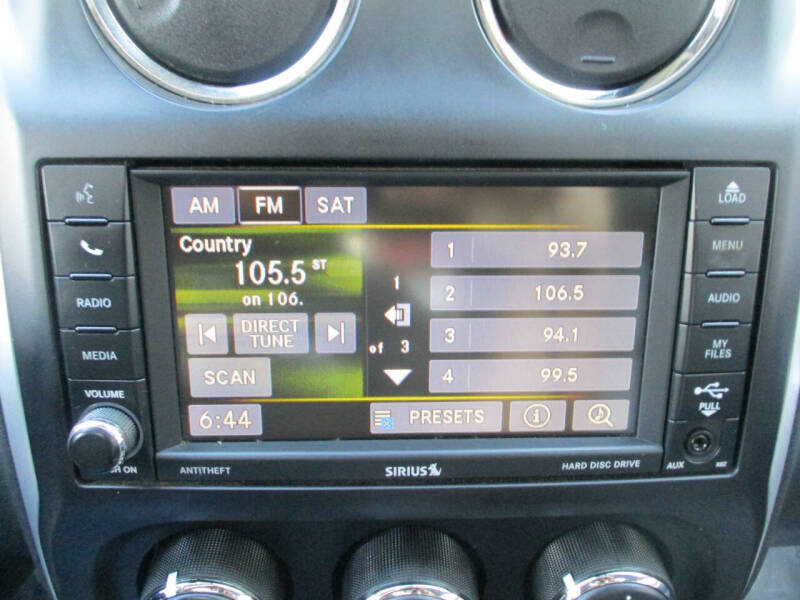 LOAD
AM FM SAT
MENU
Country
105.5 ST
on 106.
1 93.7
2 106.5
3 94.1
4 99.5
1
of 3
RADIO
AUDIO
DIRECT
TUNE
MEDIA
MY
FILES
SCAN
VOLUME
PULL
6:44
PRESETS
ON
ANTITHEFT
SIRIUS
HARD DISC DRIVE
AUX